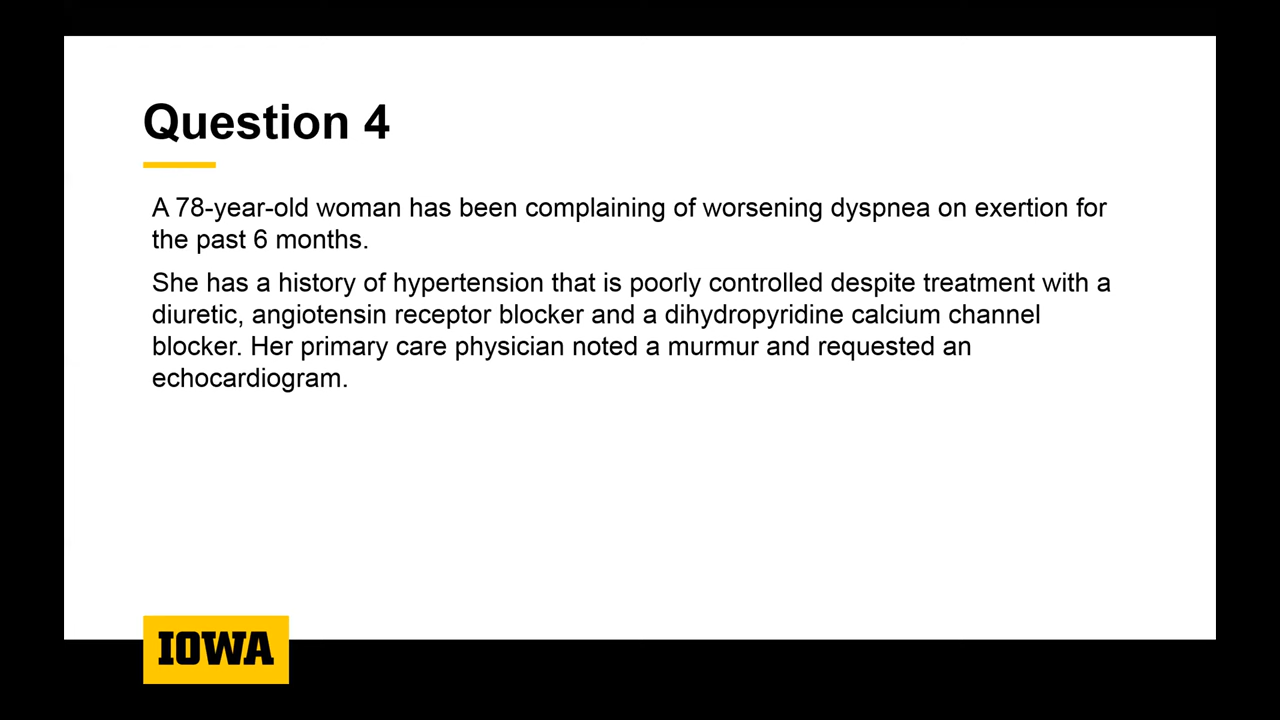 Question 4
A 78-year-old woman has been complaining of worsening dyspnea on exertion for
the past 6 months.
She has a history of hypertension that is poorly controlled despite treatment with a
diuretic, angiotensin receptor blocker and a dihydropyridine calcium channel
blocker. Her primary care physician noted a murmur and requested an
echocardiogram.
IOWA